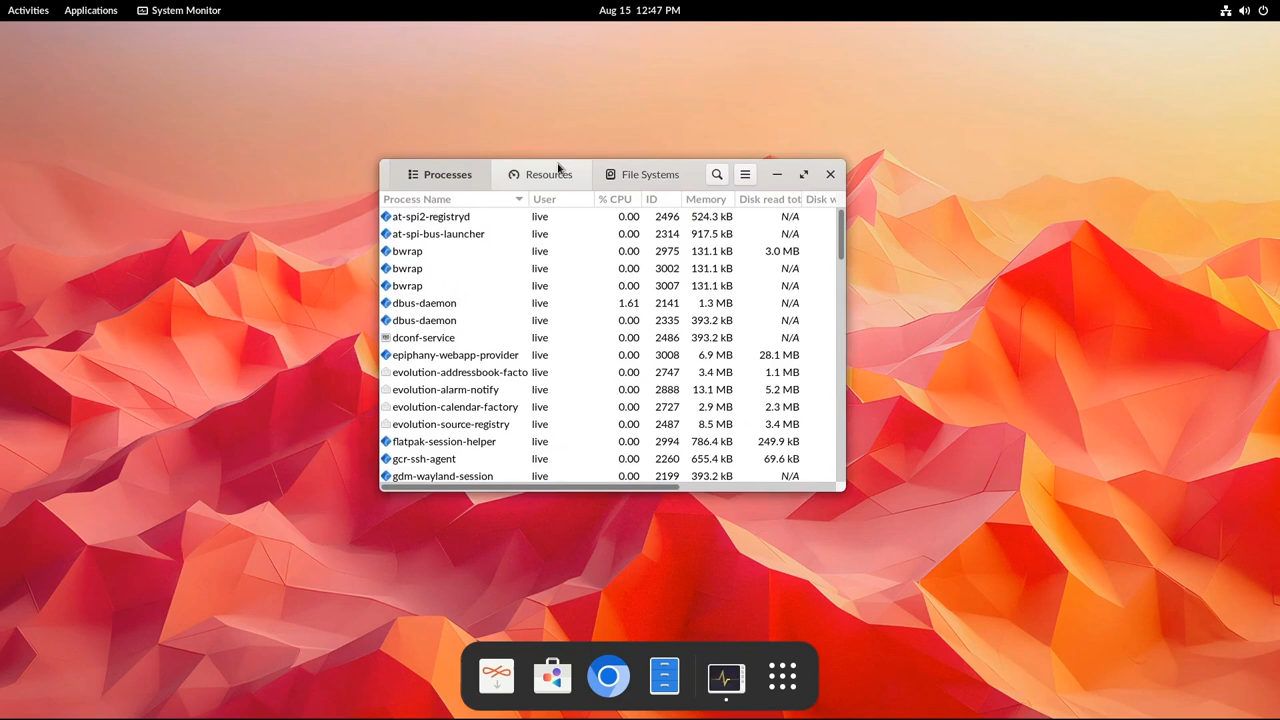 Activities Applications System Monitor Aug 15 12:47 PM
Processes Resources File Systems
Process Name User % CPU ID Memory Disk read tot Disk w
at-spi2-registryd live 0.00 2496 524.3 kB N/A
at-spi-bus-launcher live 0.00 2314 917.5 kB N/A
bwrap live 0.00 2975 131.1 kB 3.0 MB
bwrap live 0.00 3002 131.1 kB N/A
bwrap live 0.00 3007 131.1 kB N/A
dbus-daemon live 1.61 2141 1.3 MB N/A
dbus-daemon live 0.00 2335 393.2 kB N/A
dconf-service live 0.00 2486 393.2 kB N/A
epiphany-webapp-provider live 0.00 3008 6.9 MB 28.1 MB
evolution-addressbook-facto live 0.00 2747 3.4 MB 1.1 MB
evolution-alarm-notify live 0.00 2888 13.1 MB 5.2 MB
evolution-calendar-factory live 0.00 2727 2.9 MB 2.3 MB
evolution-source-registry live 0.00 2487 8.5 MB 3.4 MB
flatpak-session-helper live 0.00 2994 786.4 kB 249.9 kB
gcr-ssh-agent live 0.00 2260 655.4 kB 69.6 kB
gdm-wayland-session live 0.00 2199 393.2 kB N/A